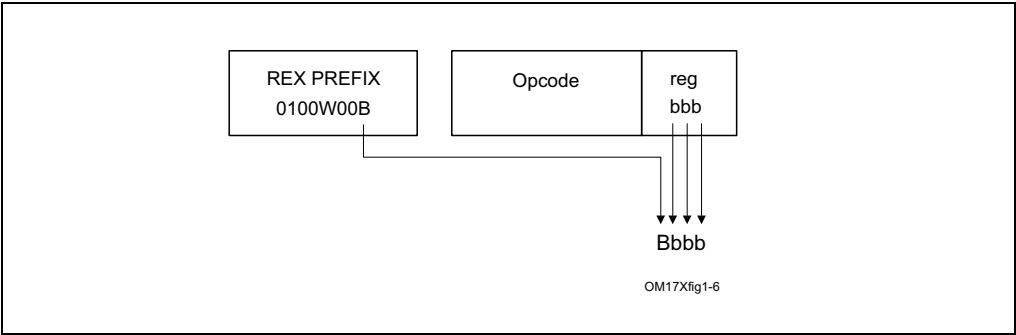 REX PREFIX
0100W00B
Opcode
reg
bbb
Bbbb
OM17Xfig1-6